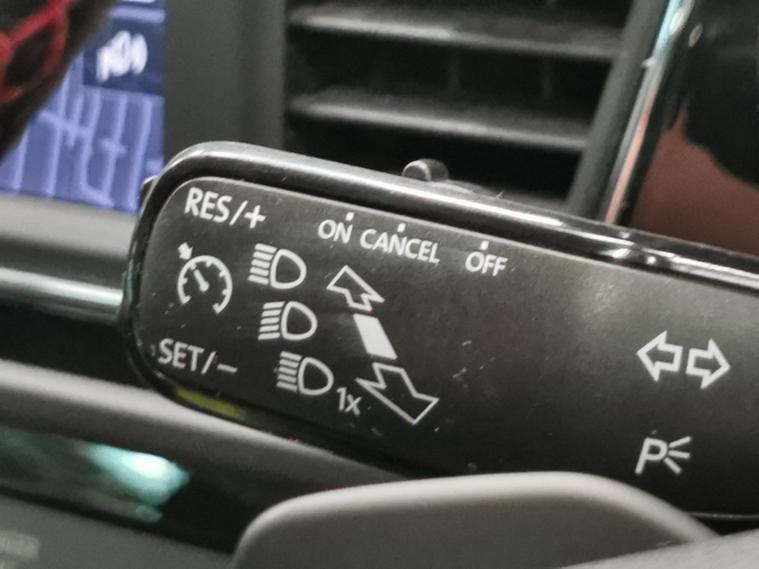 RES/+
ON CANCEL OFF
SET/-
1x
P